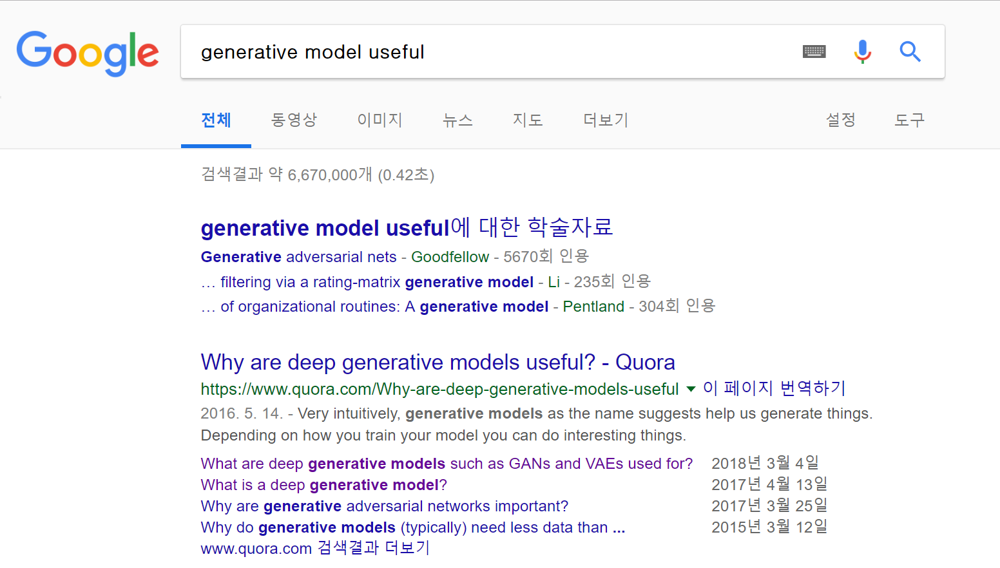 Google
generative model useful
전체 동영상 이미지 뉴스 지도 더보기 설정 도구
검색결과 약 6,670,000개 (0.42초)
generative model useful에 대한 학술자료
Generative adversarial nets - Goodfellow - 5670회 인용
… filtering via a rating-matrix generative model - Li - 235회 인용
… of organizational routines: A generative model - Pentland - 304회 인용
Why are deep generative models useful? - Quora
https://www.quora.com/Why-are-deep-generative-models-useful ▼ 이 페이지 번역하기
2016. 5. 14. - Very intuitively, generative models as the name suggests help us generate things.
Depending on how you train your model you can do interesting things.
What are deep generative models such as GANs and VAEs used for? 2018년 3월 4일
What is a deep generative model? 2017년 4월 13일
Why are generative adversarial networks important? 2017년 3월 25일
Why do generative models (typically) need less data than ... 2015년 3월 12일
www.quora.com 검색결과 더보기